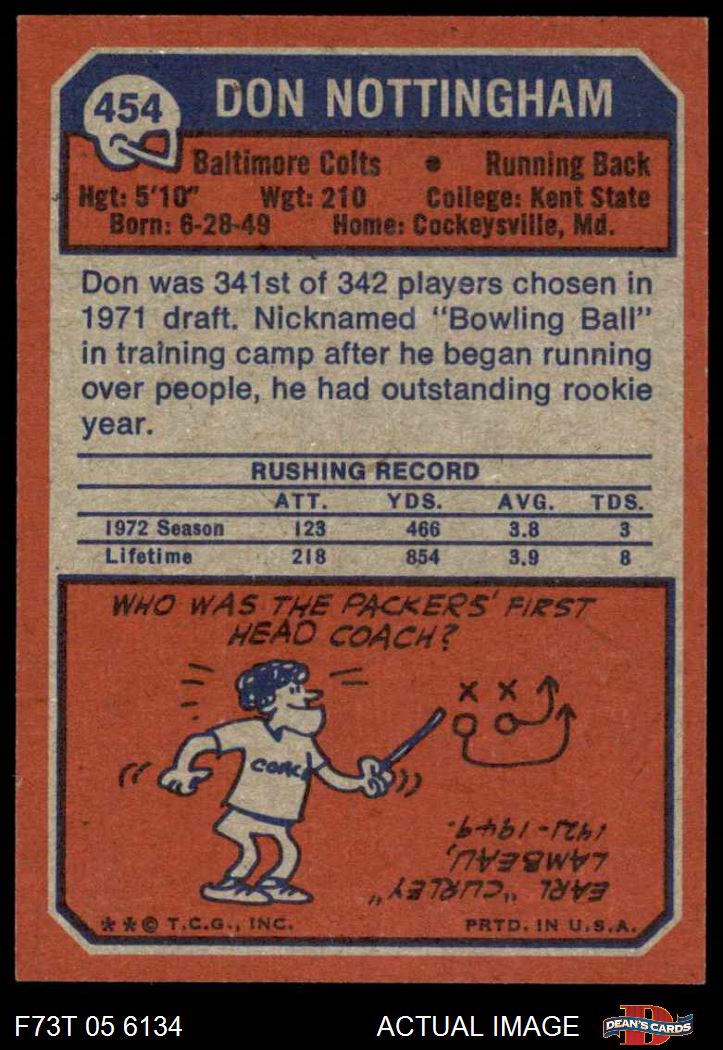 454
DON NOTTINGHAM
Baltimore Colts • Running Back
Hgt: 5'10" Wgt: 210 College: Kent State
Born: 6-28-49 Home: Cockeysville, Md.
Don was 341st of 342 players chosen in
1971 draft. Nicknamed "Bowling Ball"
in training camp after he began running
over people, he had outstanding rookie
year.
RUSHING RECORD
ATT. YDS. AVG. TDS.
1972 Season 123 466 3.8 3
Lifetime 218 854 3.9 8
WHO WAS THE PACKERS' FIRST
HEAD COACH?
X X
COACH
EARL "CURLEY"
LAMBEAU,
1921-1949.
* * © T.C.G., INC. PRTD. IN U.S.A.
F73T 05 6134 ACTUAL IMAGE
D
DEAN'S CARDS